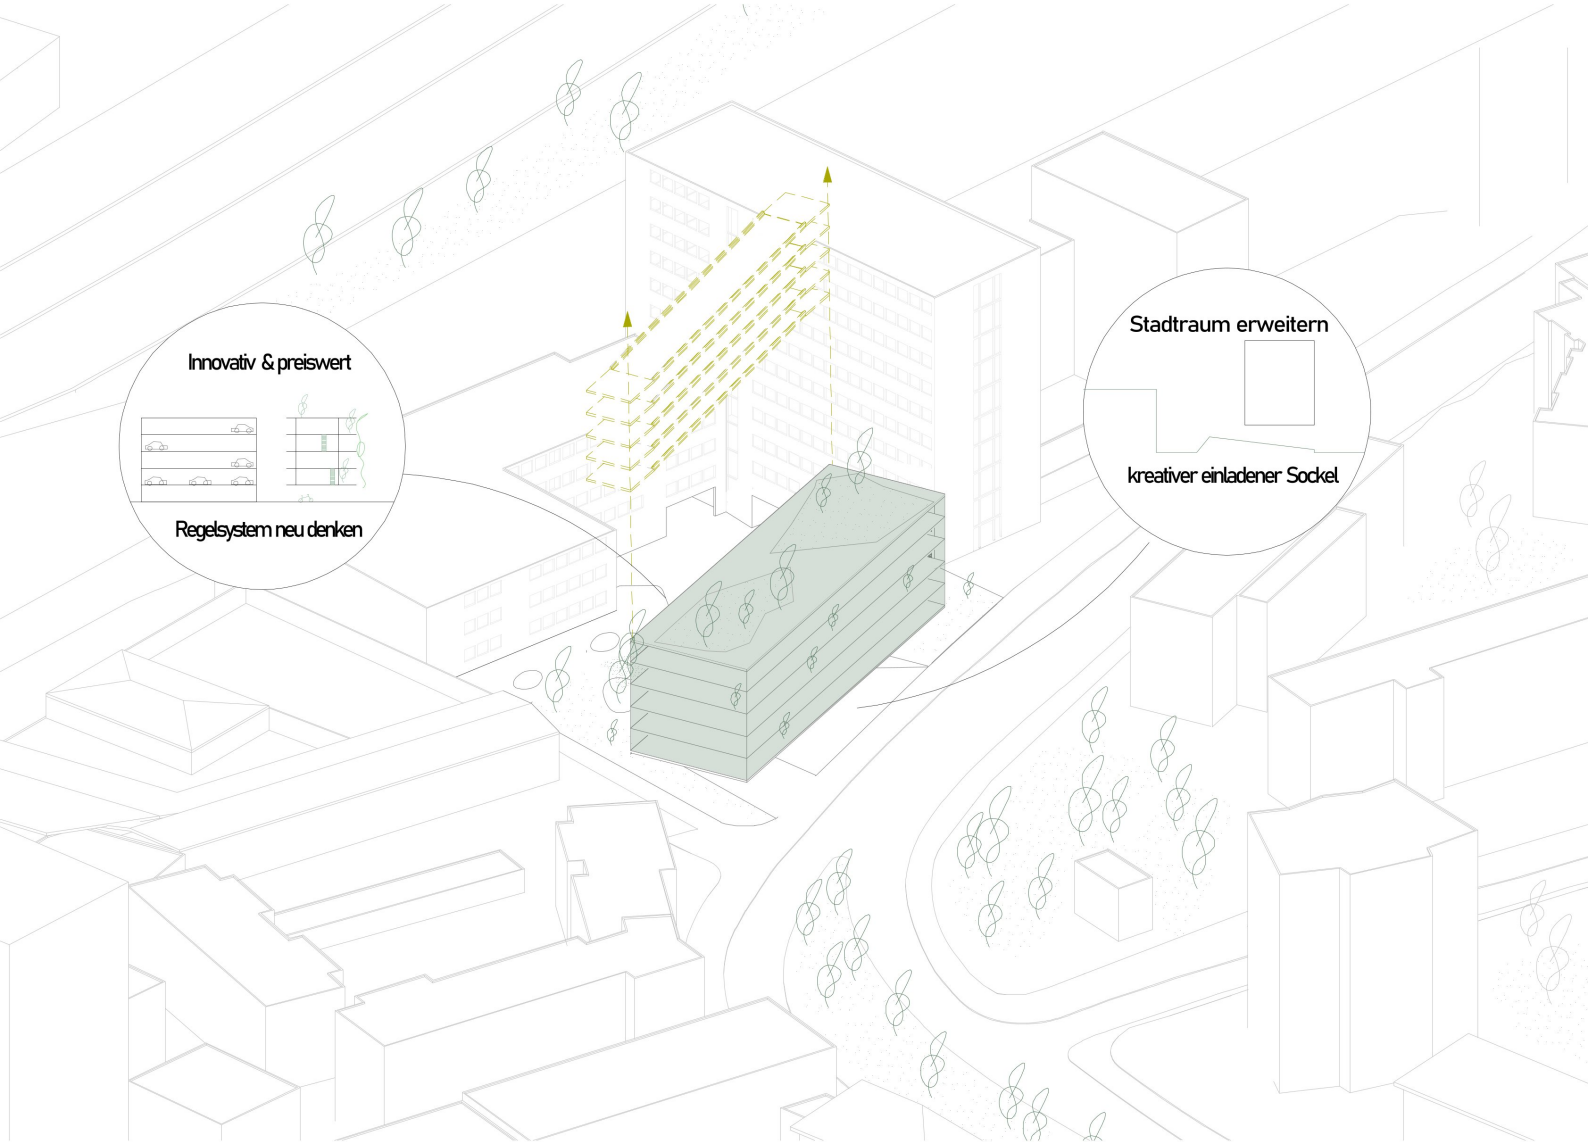 Innovativ & preiswert
Regelsystem neu denken
Stadtraum erweitern
kreativer einladener Sockel